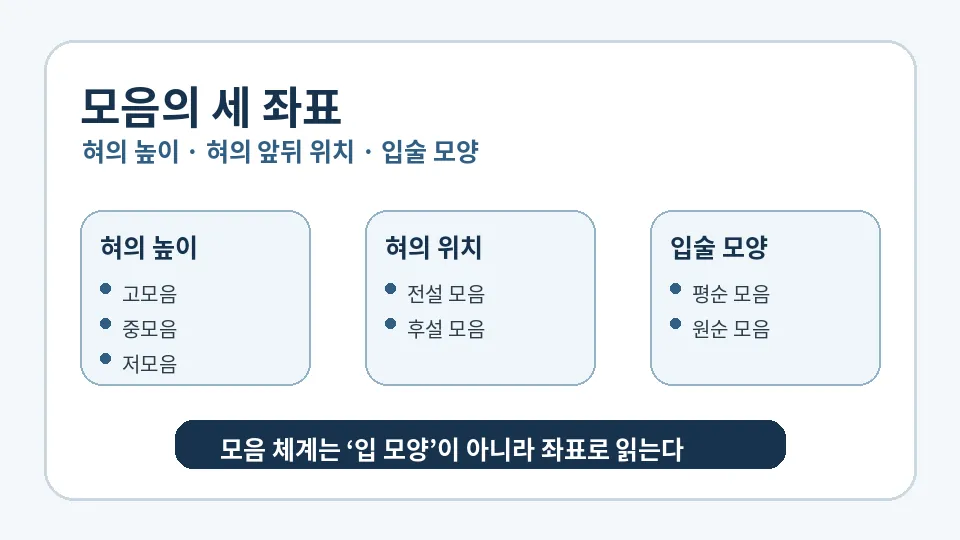 모음의 세 좌표
혀의 높이 · 혀의 앞뒤 위치 · 입술 모양
혀의 높이
고모음
중모음
저모음
혀의 위치
전설 모음
후설 모음
입술 모양
평순 모음
원순 모음
모음 체계는 ‘입 모양’이 아니라 좌표로 읽는다